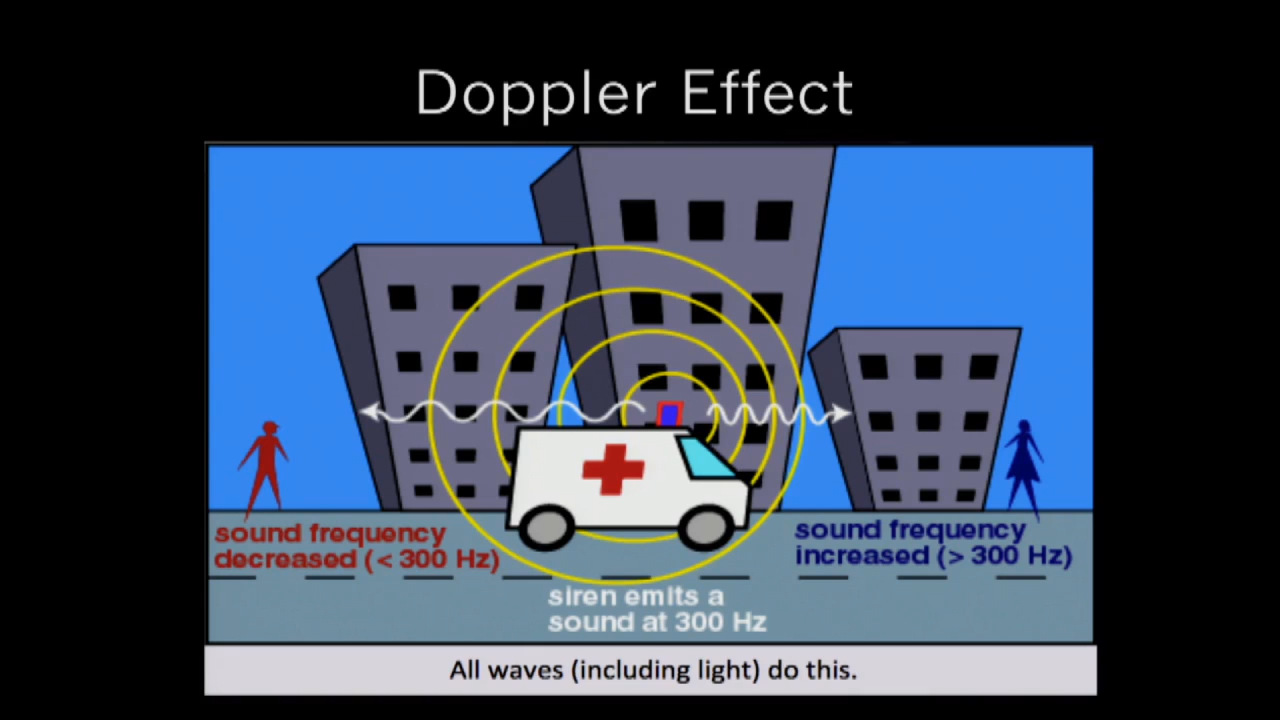 Doppler Effect
sound frequency
decreased (< 300 Hz)
sound frequency
increased (> 300 Hz)
siren emits a
sound at 300 Hz
All waves (including light) do this.